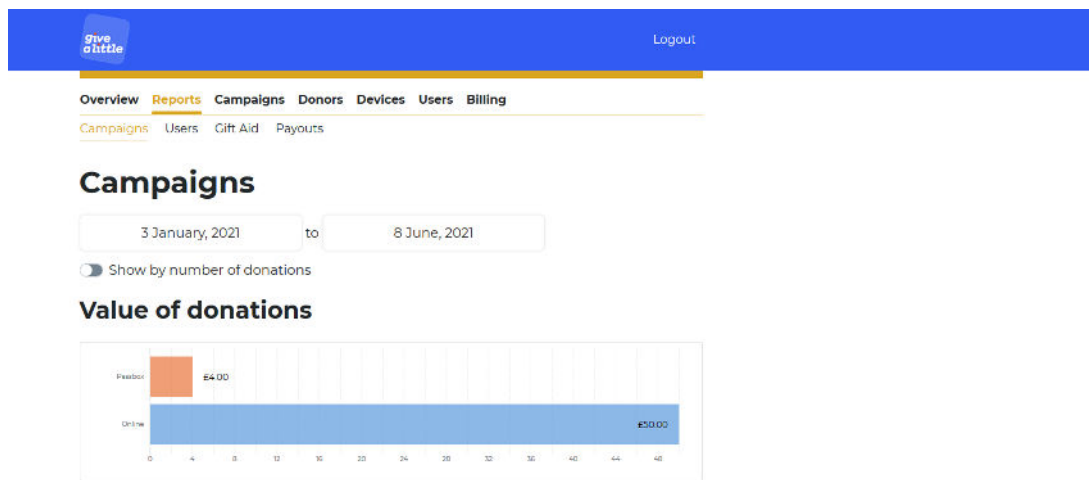 give
a little
Logout
Overview Reports Campaigns Donors Devices Users Billing
Campaigns Users Gift Aid Payouts
Campaigns
3 January, 2021 to 8 June, 2021
Show by number of donations
Value of donations
£4.00
Online
£50.00
0 4 8 12 16 20 24 28 32 36 40 44 48